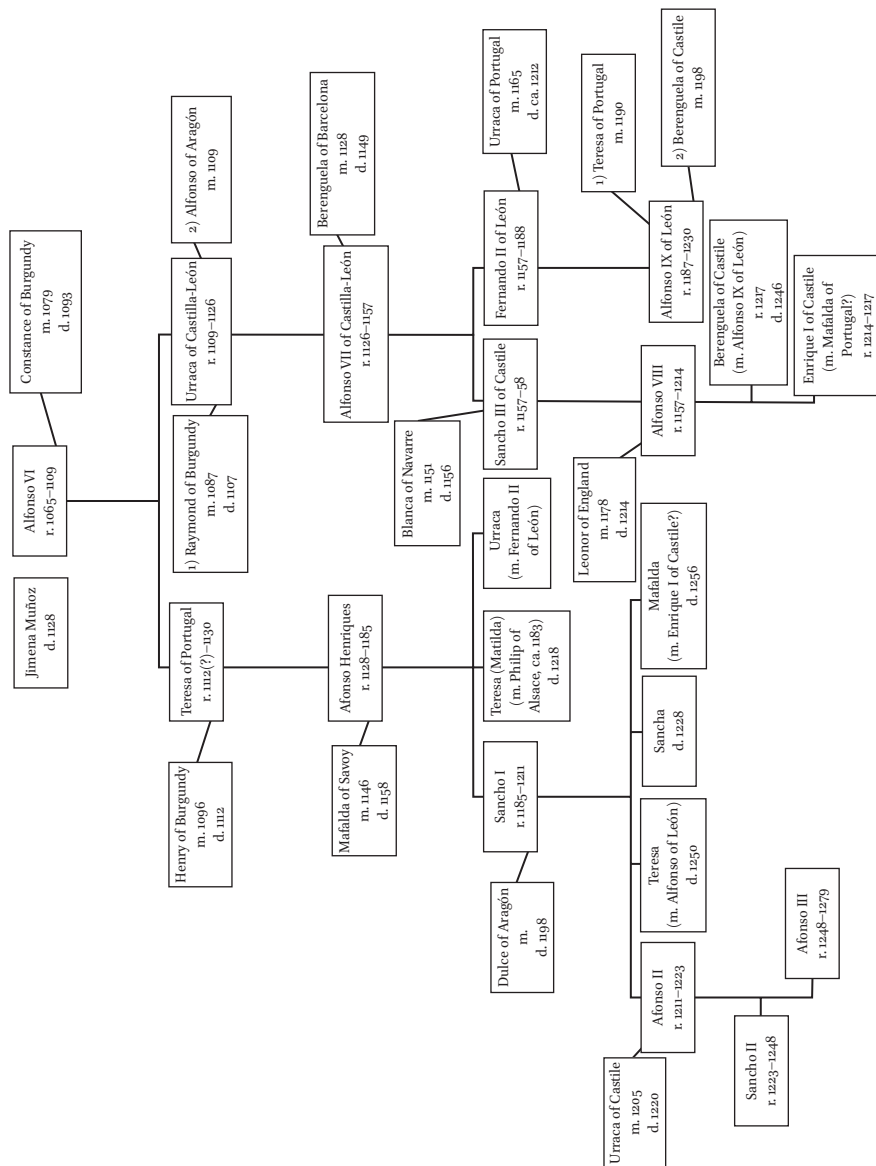 Jimena Muñoz
d. 1128
Alfonso VI
r. 1065–1109
Constance of Burgundy
m. 1079
d. 1093
Henry of Burgundy
m. 1096
d. 1112
Teresa of Portugal
r. 1112(?)–1130
1) Raymond of Burgundy
m. 1087
d. 1107
Urraca of Castilla-León
r. 1109–1126
2) Alfonso of Aragón
m. 1109
Mafalda of Savoy
m. 1146
d. 1158
Afonso Henriques
r. 1128–1185
Alfonso VII of Castilla-León
r. 1126–1157
Berenguela of Barcelona
m. 1128
d. 1149
Dulce of Aragón
m.
d. 1198
Sancho I
r. 1185–1211
Teresa (Matilda)
(m. Philip of
Alsace, ca. 1183)
d. 1218
Urraca
(m. Fernando II
of León)
Blanca of Navarre
m. 1151
d. 1156
Sancho III of Castile
r. 1157–58
Fernando II of León
r. 1157–1188
Urraca of Portugal
m. 1165
d. ca. 1212
Urraca of Castile
m. 1205
d. 1220
Afonso II
r. 1211–1223
Teresa
(m. Alfonso of León)
d. 1250
Sancha
d. 1228
Mafalda
(m. Enrique I of Castile?)
d. 1256
Leonor of England
m. 1178
d. 1214
Alfonso VIII
r. 1157–1214
Alfonso IX of León
r. 1187–1230
1) Teresa of Portugal
m. 1190
2) Berenguela of Castile
m. 1198
Sancho II
r. 1223–1248
Afonso III
r. 1248–1279
Berenguela of Castile
(m. Alfonso IX of León)
r. 1217
d. 1246
Enrique I of Castile
(m. Mafalda of
Portugal?)
r. 1214–1217